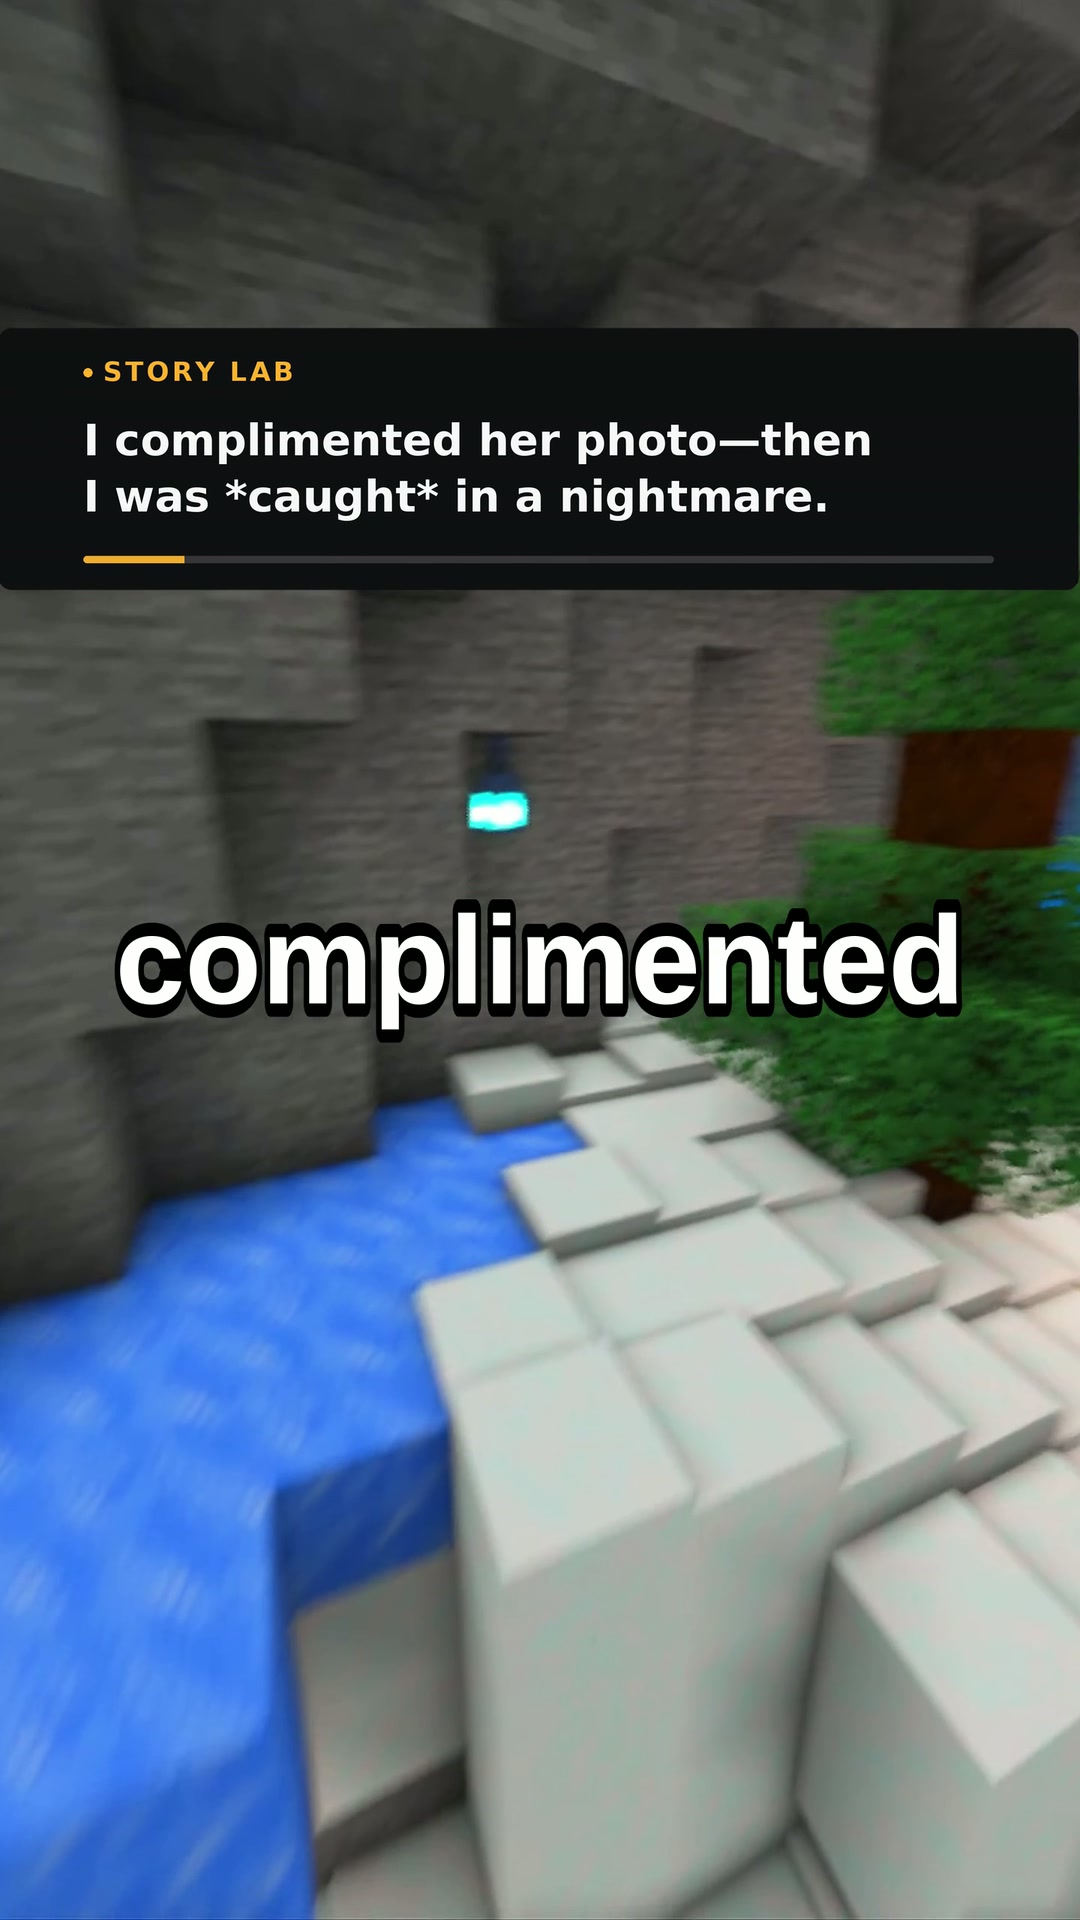 • STORY LAB
I complimented her photo—then
I was *caught* in a nightmare.
complimented